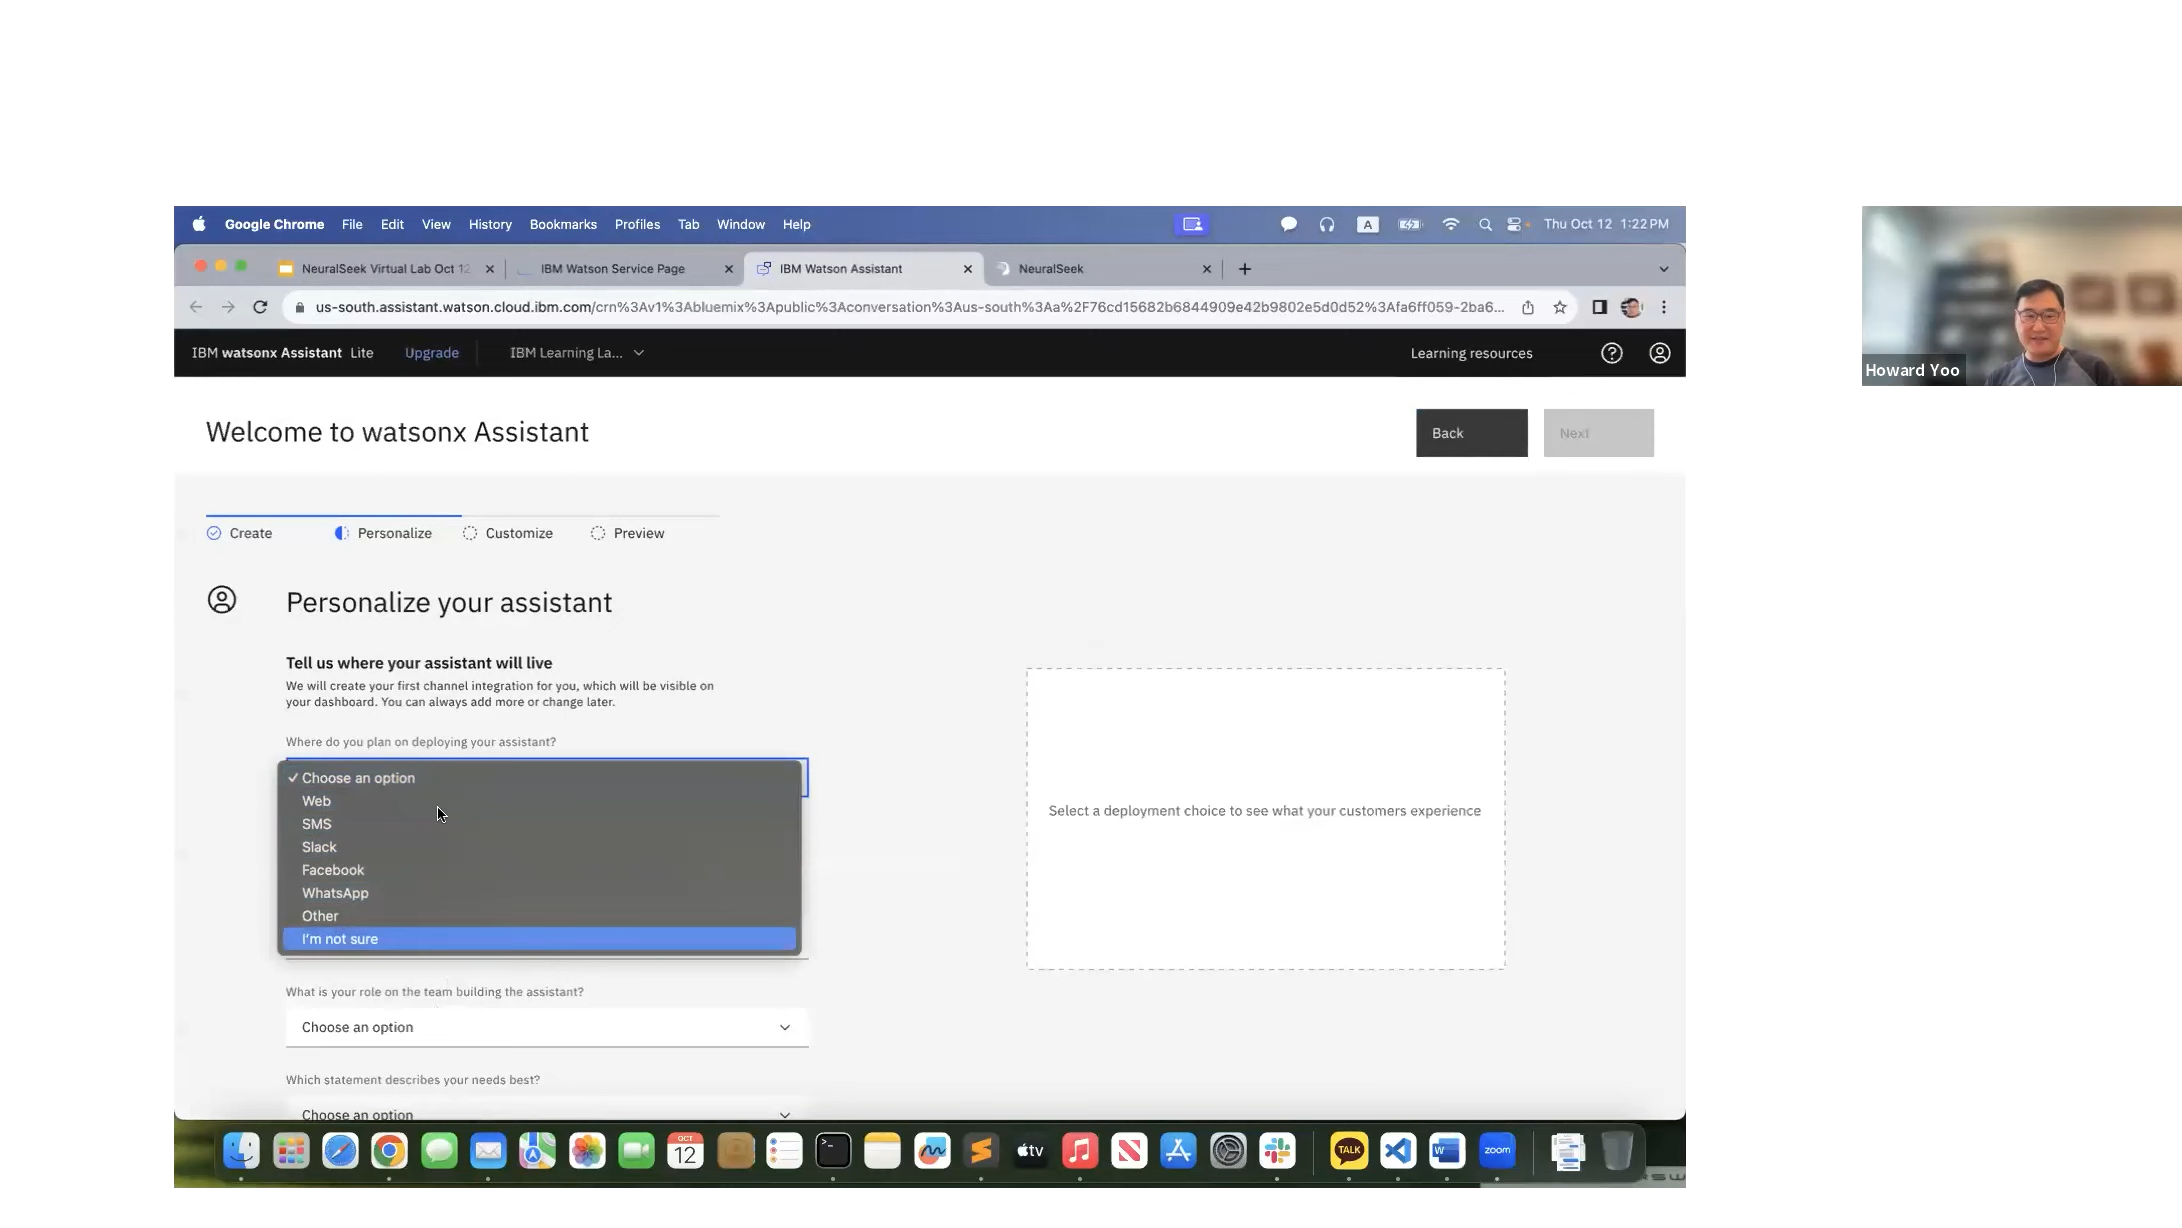 Google Chrome File Edit View History Bookmarks Profiles Tab Window Help A Thu Oct 12 1:22 PM
NeuralSeek Virtual Lab Oct 12 IBM Watson Service Page IBM Watson Assistant NeuralSeek
us-south.assistant.watson.cloud.ibm.com/crn%3Av1%3Abluemix%3Apublic%3Aconversation%3Aus-south%3Aa%2F76cd15682b6844909e42b9802e5d0d52%3Afa6ff059-2ba6...
IBM watsonx Assistant Lite Upgrade IBM Learning La... Learning resources
Howard Yoo
Welcome to watsonx Assistant
Back Next
Create Personalize Customize Preview
Personalize your assistant
Tell us where your assistant will live
We will create your first channel integration for you, which will be visible on
your dashboard. You can always add more or change later.
Where do you plan on deploying your assistant?
✓ Choose an option
Web
SMS
Slack
Facebook
WhatsApp
Other
I'm not sure
Select a deployment choice to see what your customers experience
What is your role on the team building the assistant?
Choose an option
Which statement describes your needs best?
Choose an option
OCT
12
tv
TALK
W
zoom